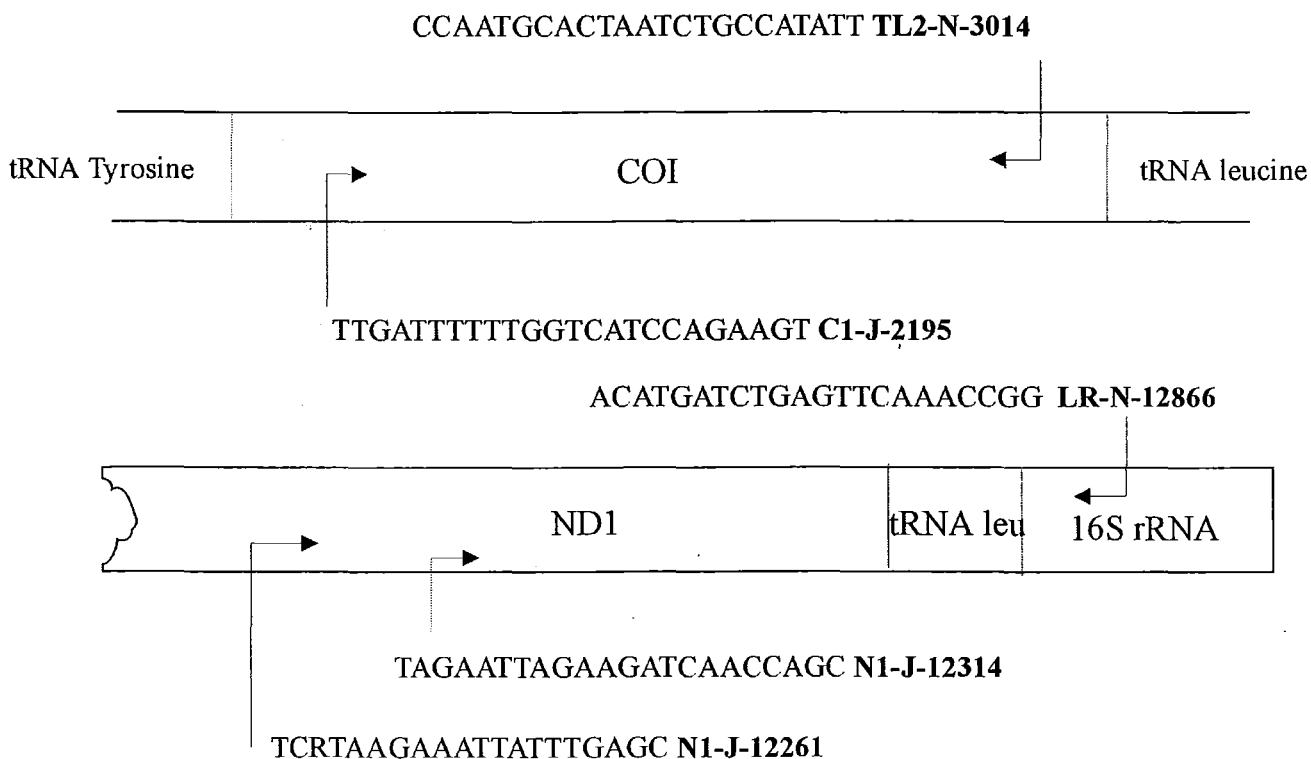 CCAATGCACTAATCTGCCATATT TL2-N-3014
tRNA Tyrosine
COI
tRNA leucine
TTGATTTTTTGGTCATCCAGAAGT C1-J-2195
ACATGATCTGAGTTCAAACCGG LR-N-12866
ND1
tRNA leu
16S rRNA
TAGAATTAGAAGATCAACCAGC N1-J-12314
TCRTAAGAAATTATTTGAGC N1-J-12261